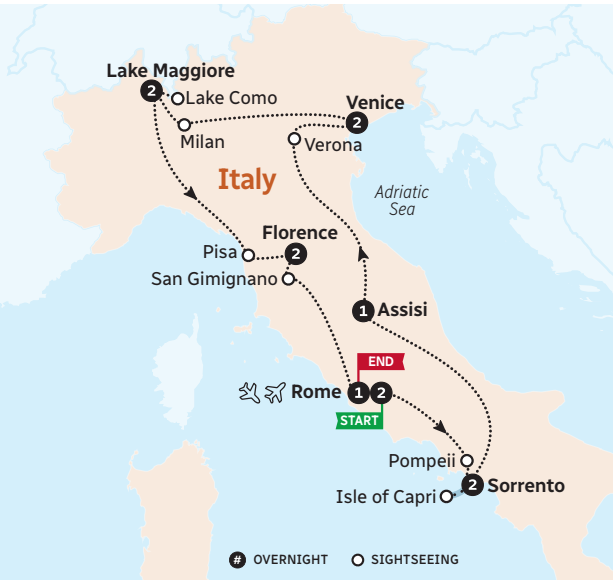 Lake Maggiore
2
Lake Como
Milan
Venice
2
Verona
Italy
Adriatic
Sea
Florence
2
Pisa
San Gimignano
1
Assisi
END
Rome
1
2
START
Pompeii
2
Sorrento
Isle of Capri
# OVERNIGHT
SIGHTSEEING